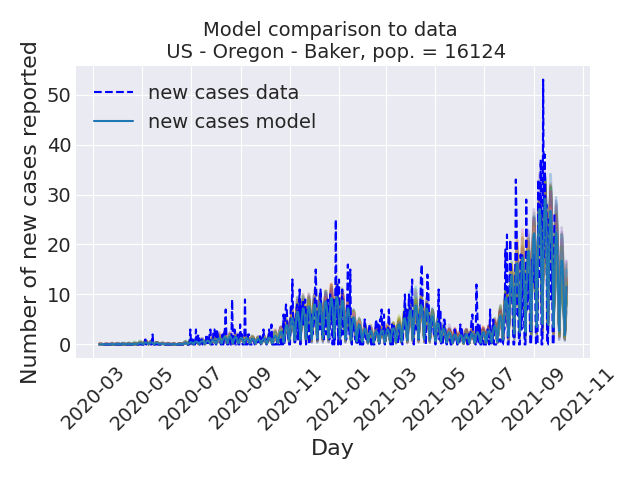 Model comparison to data
US - Oregon - Baker, pop. = 16124
Number of new cases reported
50
40
30
20
10
0
new cases data
new cases model
2020-03
2020-05
2020-07
2020-09
2020-11
2021-01
2021-03
2021-05
2021-07
2021-09
2021-11
Day